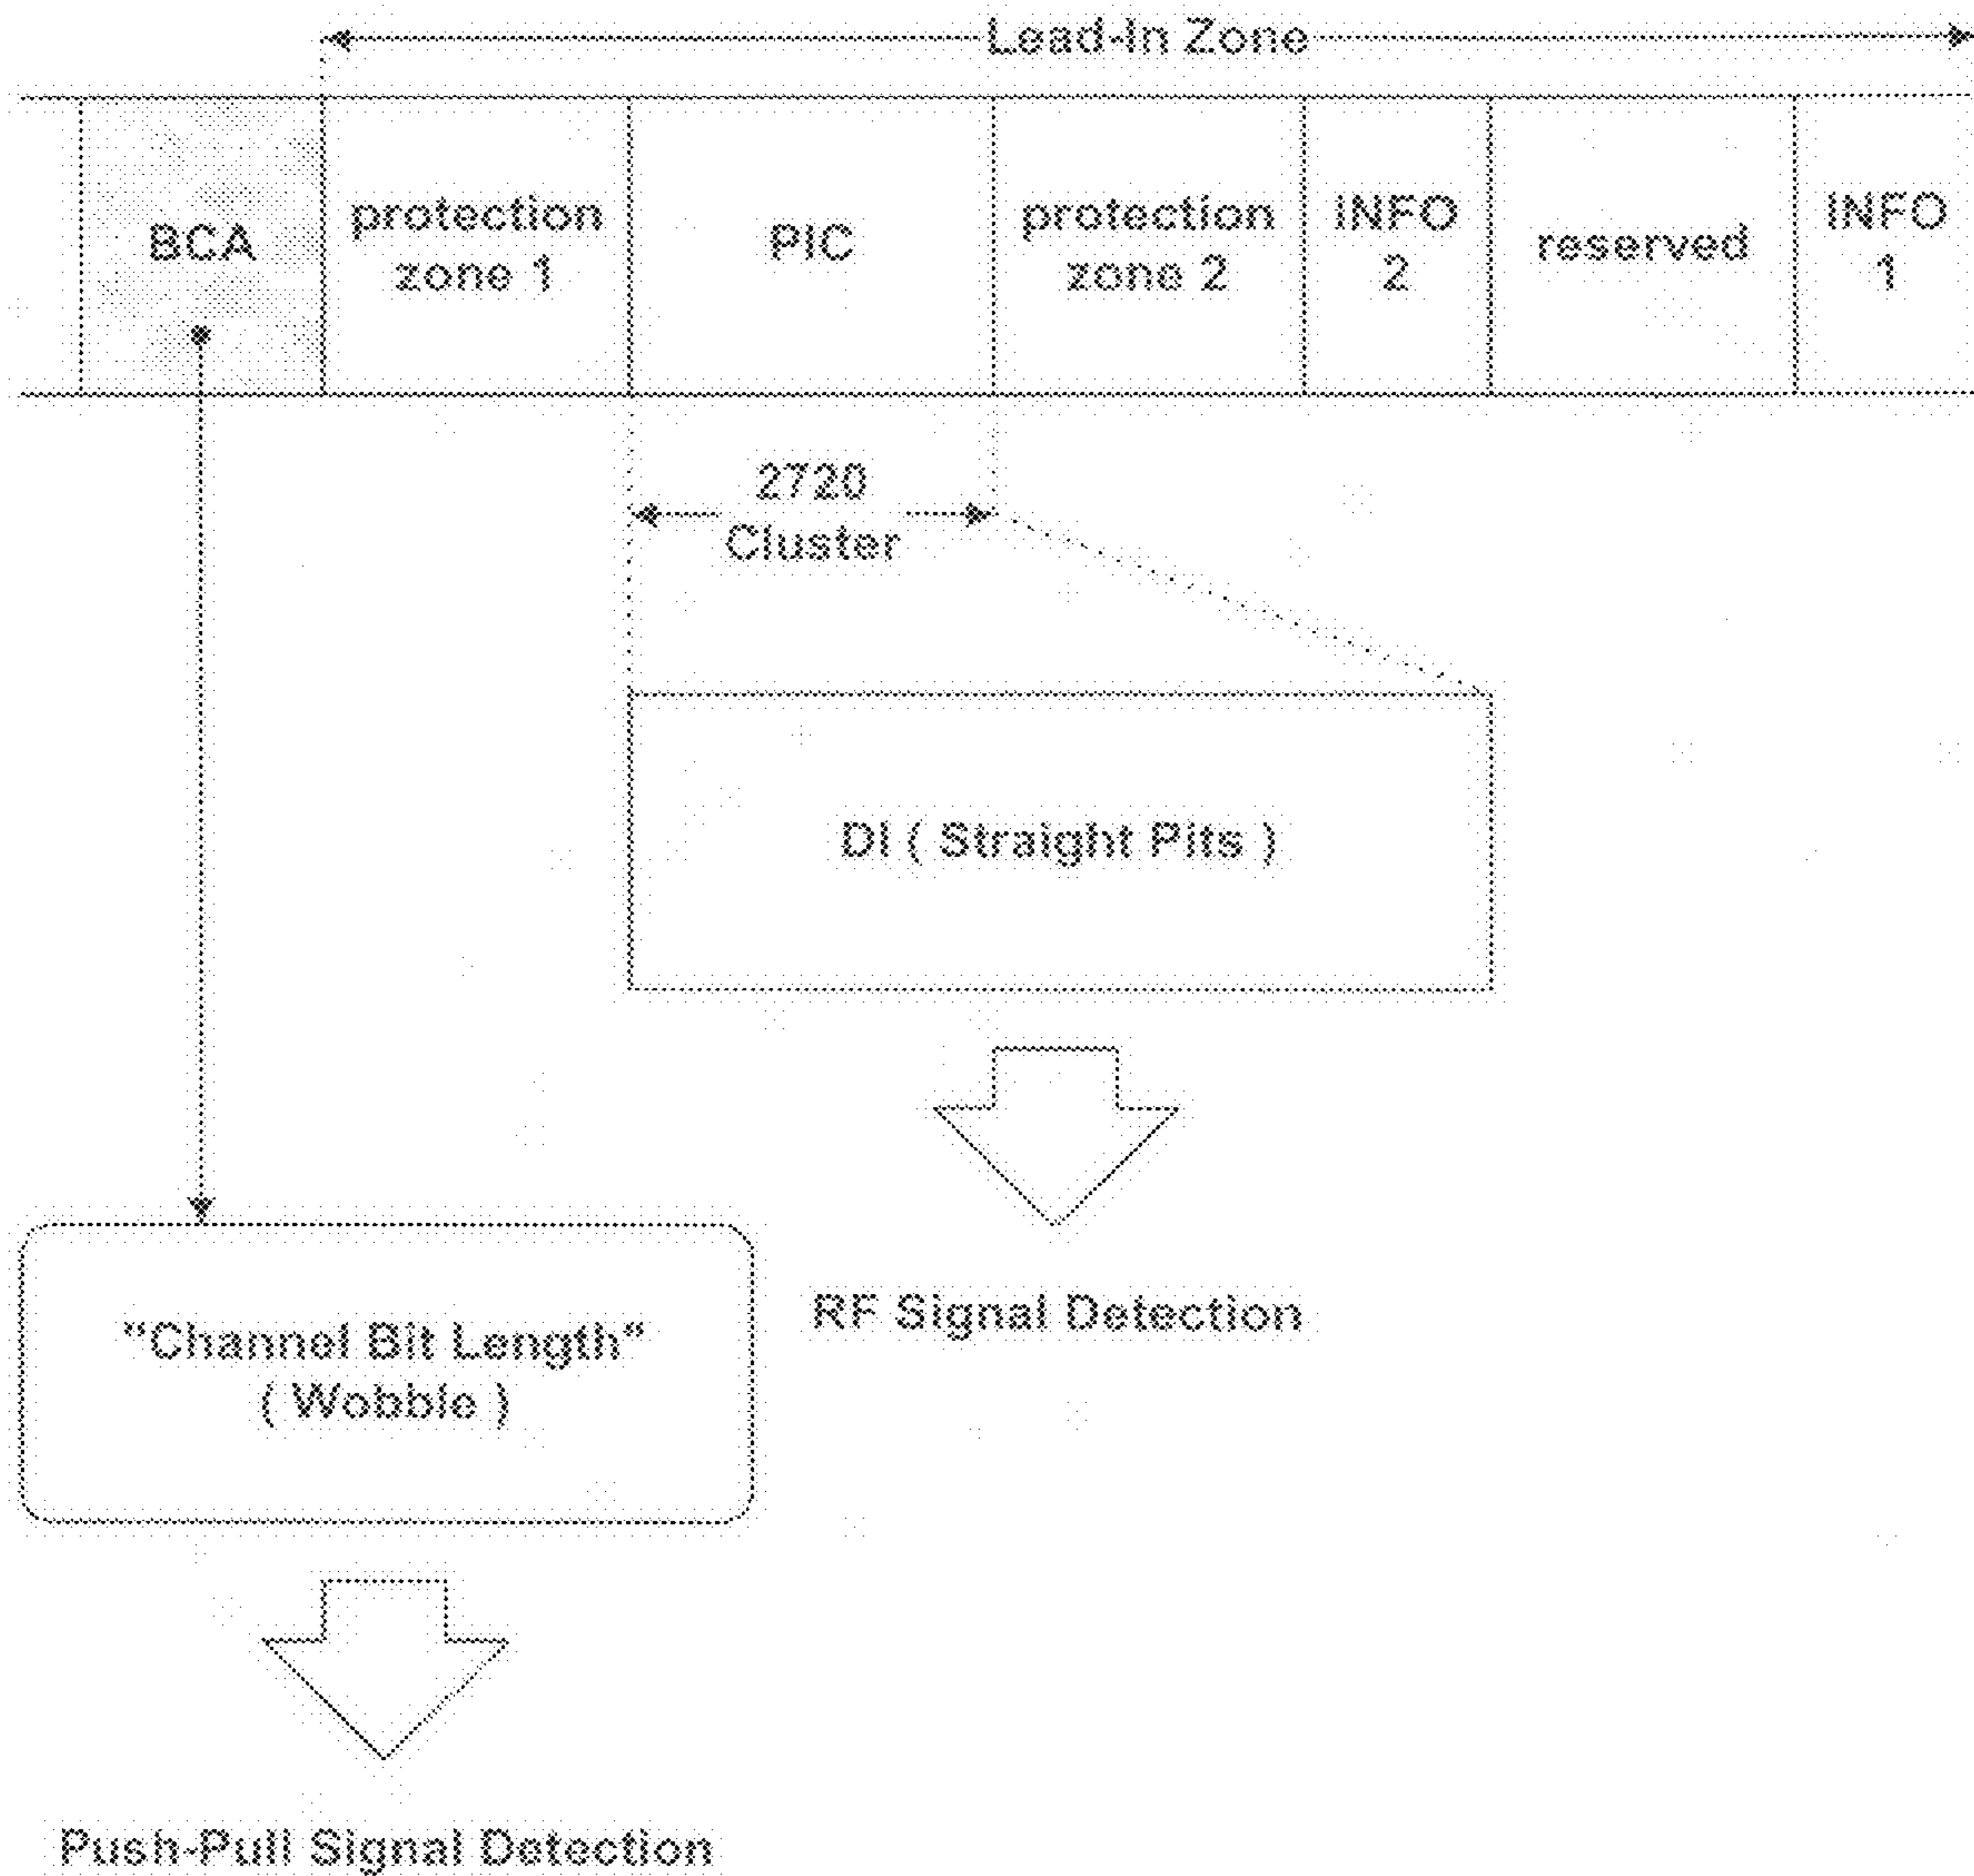 Lead-In Zone
BCA
protection
zone 1
PIC
protection
zone 2
INFO
2
reserved
INFO
1
2720
Cluster
DI ( Straight Pits )
RF Signal Detection
"Channel Bit Length"
( Wobble )
Push-Pull Signal Detection